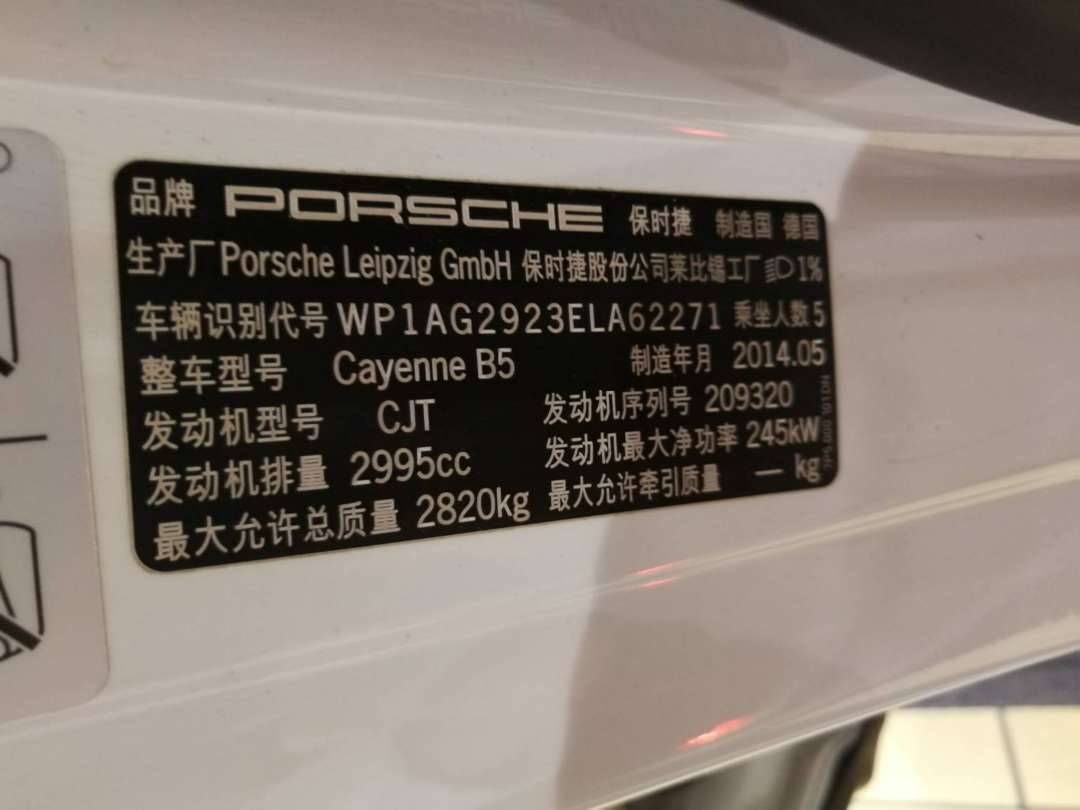 品牌 PORSCHE 保时捷 制造国 德国
生产厂 Porsche Leipzig GmbH 保时捷股份公司莱比锡工厂 1%
车辆识别代号 WP1AG2923ELA62271 乘坐人数 5
整车型号 Cayenne B5 制造年月 2014.05
发动机型号 CJT 发动机序列号 209320
发动机排量 2995cc 发动机最大净功率 245kW
最大允许总质量 2820kg 最大允许牵引质量 — kg